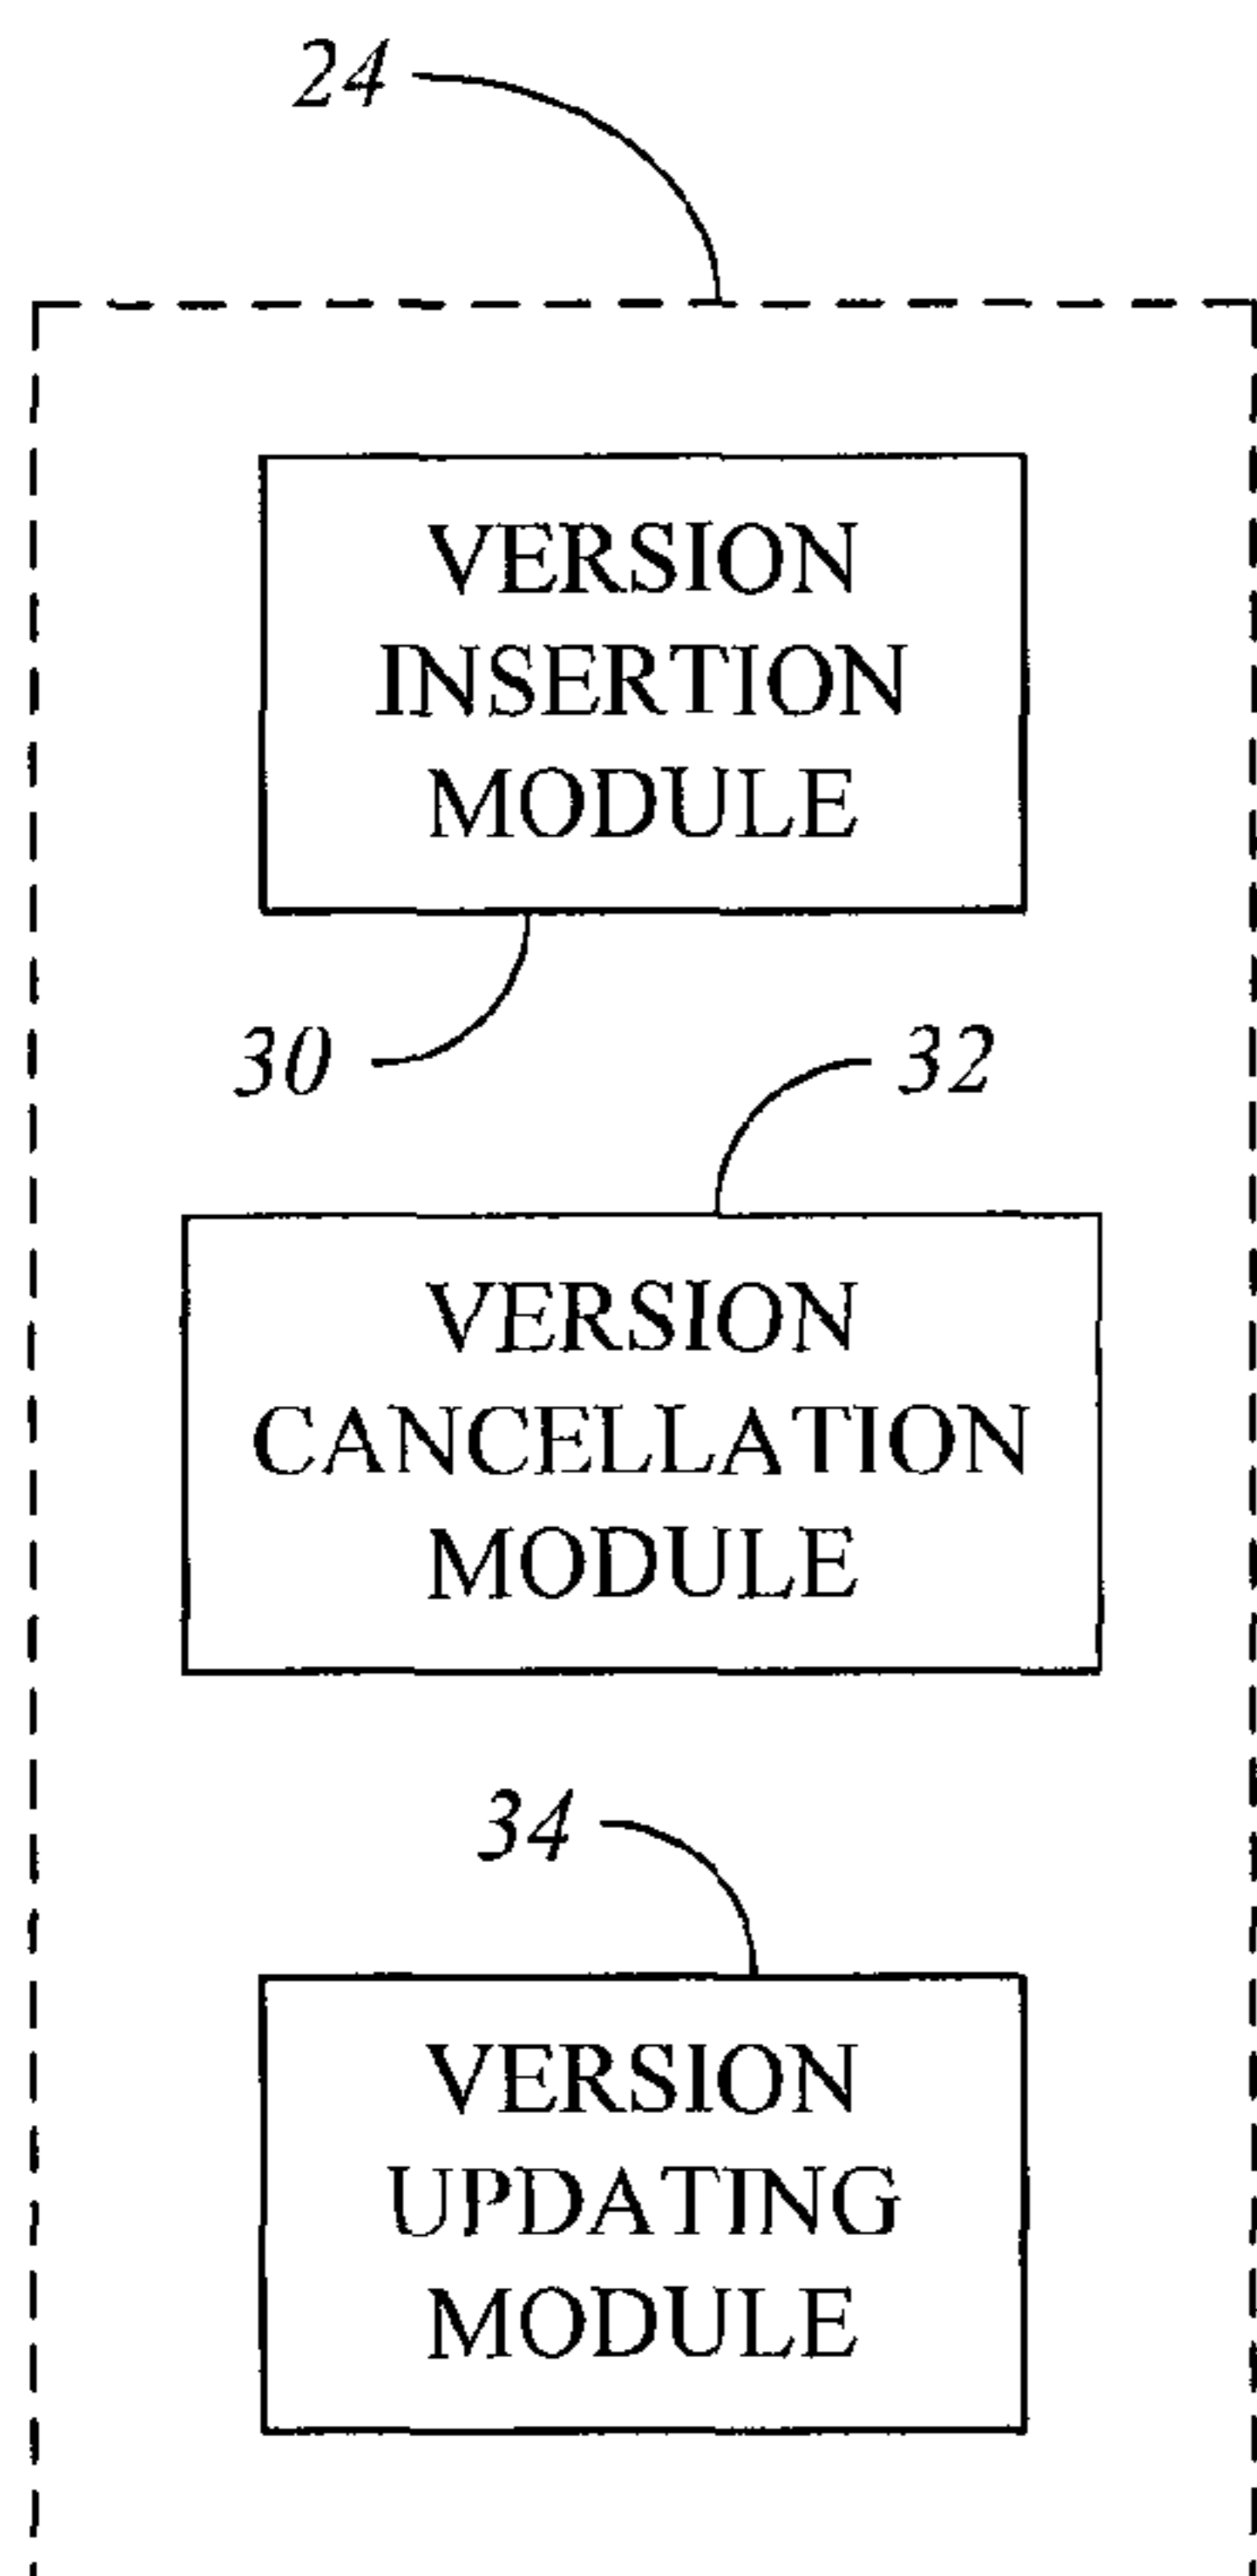 24
VERSION
INSERTION
MODULE
30
32
VERSION
CANCELLATION
MODULE
34
VERSION
UPDATING
MODULE